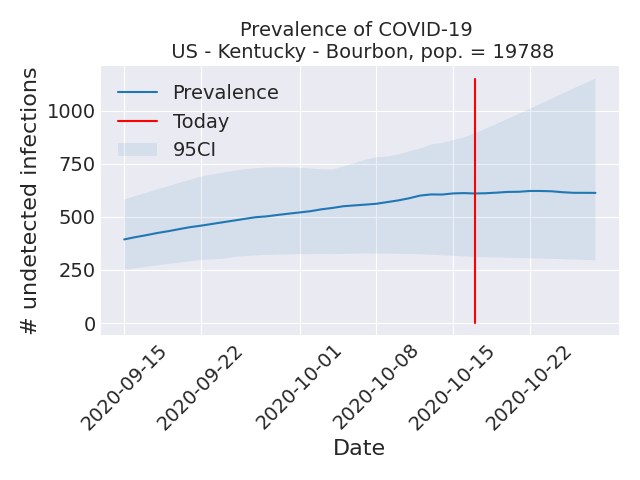 Prevalence of COVID-19
US - Kentucky - Bourbon, pop. = 19788
# undetected infections
1000
750
500
250
0
Prevalence
Today
95CI
2020-09-15
2020-09-22
2020-10-01
2020-10-08
2020-10-15
2020-10-22
Date